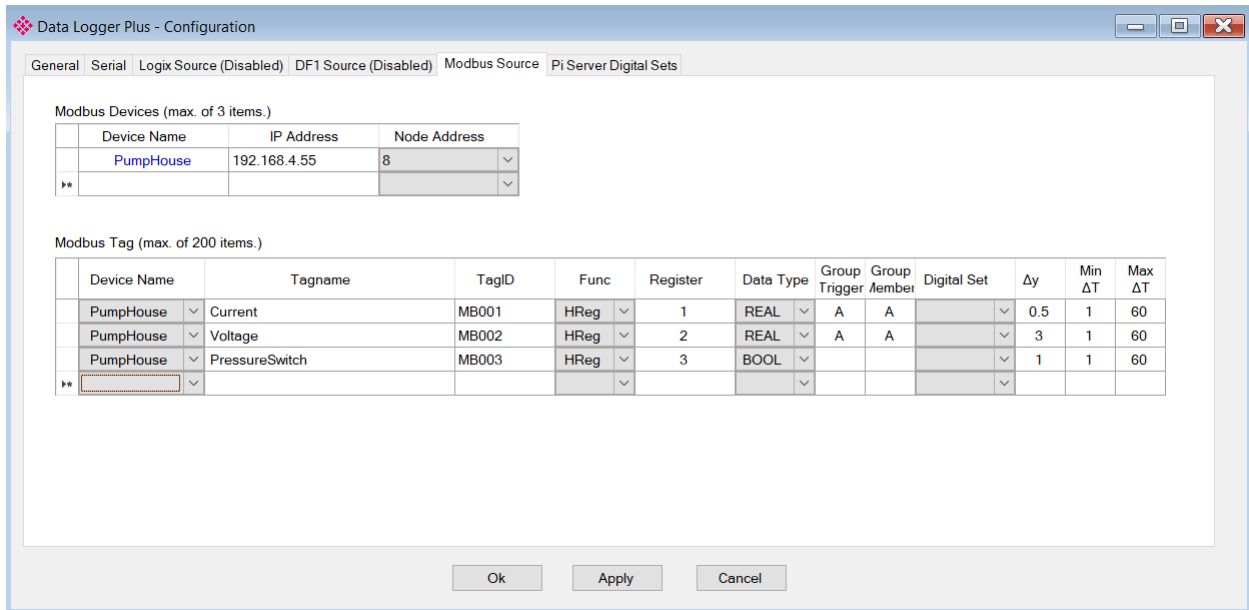 Data Logger Plus - Configuration
General Serial Logix Source (Disabled) DF1 Source (Disabled) Modbus Source Pi Server Digital Sets
Modbus Devices (max. of 3 items.)
Device Name IP Address Node Address
PumpHouse 192.168.4.55 8
Modbus Tag (max. of 200 items.)
Device Name Tagname TagID Func Register Data Type Group Trigger Group Member Digital Set Δy Min ΔT Max ΔT
PumpHouse Current MB001 HReg 1 REAL A A 0.5 1 60
PumpHouse Voltage MB002 HReg 2 REAL A A 3 1 60
PumpHouse PressureSwitch MB003 HReg 3 BOOL 1 1 60
Ok Apply Cancel